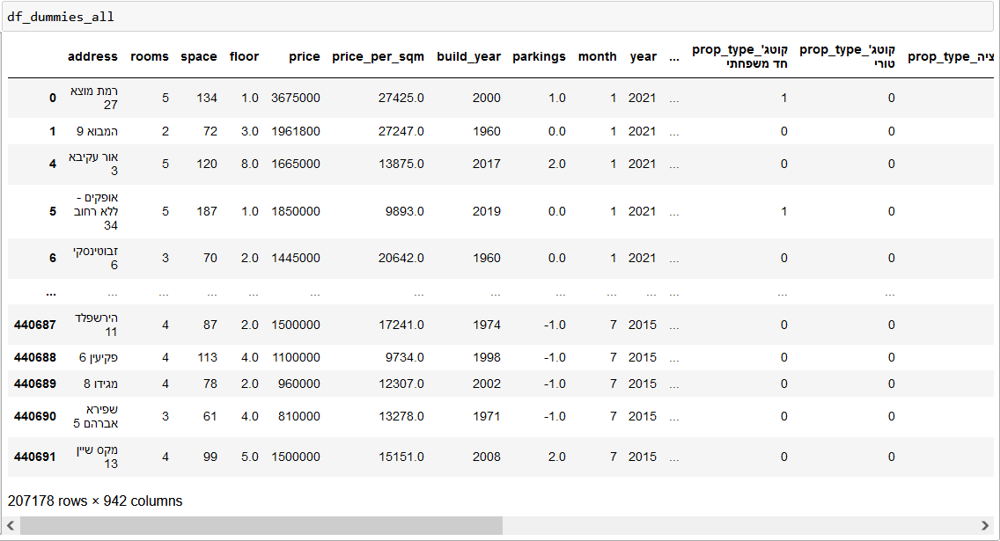 df_dummies_all
address rooms space floor price price_per_sqm build_year parkings month year ... prop_type_קוטג' חד משפחתי prop_type_קוטג' טורי prop_type_ציה
0 רמת מוצא 27 5 134 1.0 3675000 27425.0 2000 1.0 1 2021 ... 1 0
1 המבוא 9 2 72 3.0 1961800 27247.0 1960 0.0 1 2021 ... 0 0
4 אור עקיבא 3 5 120 8.0 1665000 13875.0 2017 2.0 1 2021 ... 0 0
5 אופקים - ללא רחוב 34 5 187 1.0 1850000 9893.0 2019 0.0 1 2021 ... 1 0
6 זבוטינסקי 6 3 70 2.0 1445000 20642.0 1960 0.0 1 2021 ... 0 0
... ... ... ... ... ... ... ... ... ... ... ... ... ...
440687 הירשפלד 11 4 87 2.0 1500000 17241.0 1974 -1.0 7 2015 ... 0 0
440688 פקיעין 6 4 113 4.0 1100000 9734.0 1998 -1.0 7 2015 ... 0 0
440689 מגידו 8 4 78 2.0 960000 12307.0 2002 -1.0 7 2015 ... 0 0
440690 שפירא אברהם 5 3 61 4.0 810000 13278.0 1971 -1.0 7 2015 ... 0 0
440691 מקס שיין 13 4 99 5.0 1500000 15151.0 2008 2.0 7 2015 ... 0 0
207178 rows × 942 columns